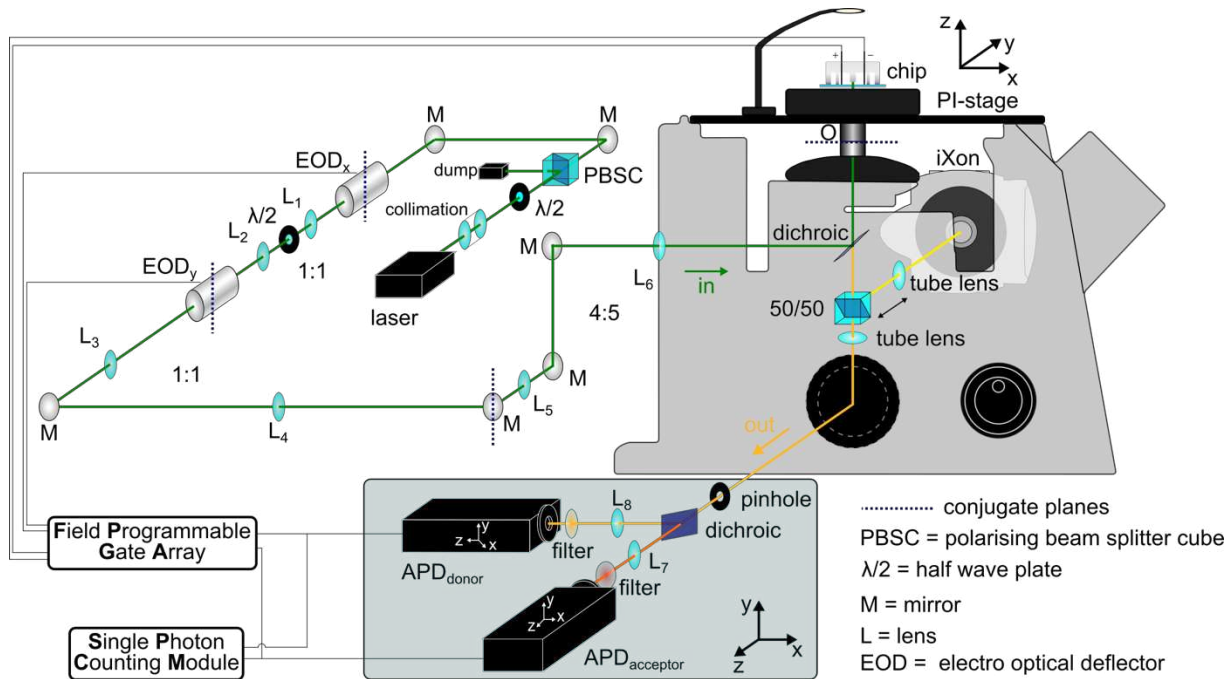 z
y
x
+
−
chip
PI-stage
O
iXon
M
M
EODx
dump
PBSC
L1
λ/2
λ/2
collimation
L2
M
dichroic
EODy
1:1
L6
in
tube lens
laser
4:5
50/50
L3
tube lens
1:1
M
L5
M
L4
M
out
L8
pinhole
conjugate planes
Field Programmable
Gate Array
y
z
x
filter
dichroic
PBSC = polarising beam splitter cube
APDdonor
L7
λ/2 = half wave plate
filter
y
x
z
y
x
z
M = mirror
Single Photon
Counting Module
L = lens
APDacceptor
EOD = electro optical deflector